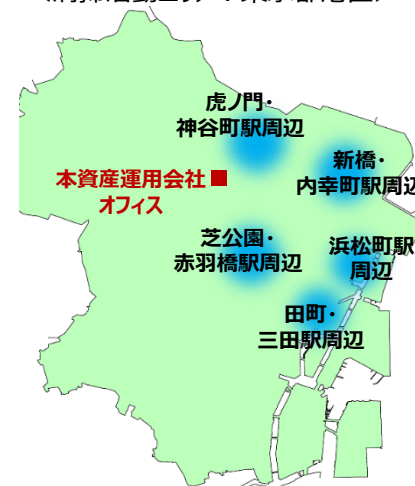 虎ノ門・
神谷町駅周辺
新橋・
内幸町駅周辺
本資産運用会社
オフィス
芝公園・
赤羽橋駅周辺
浜松町駅
周辺
田町・
三田駅周辺